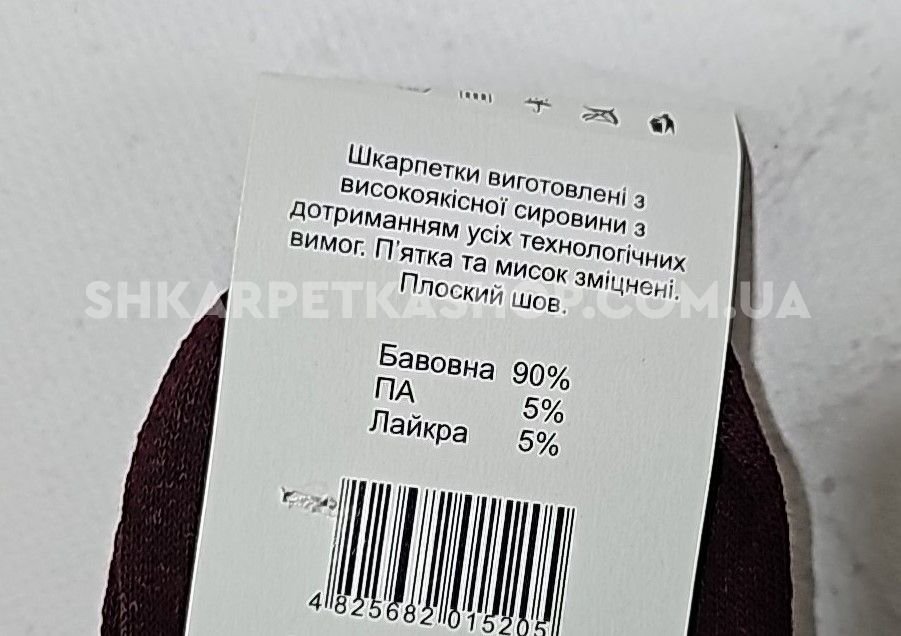 Шкарпетки виготовлені з
високоякісної сировини з
дотриманням усіх технологічних
вимог. П'ятка та мисок зміцнені.
Плоский шов.
SHKARPETKASHOP.COM.UA
Бавовна 90%
ПА 5%
Лайкра 5%
4 825682 015205